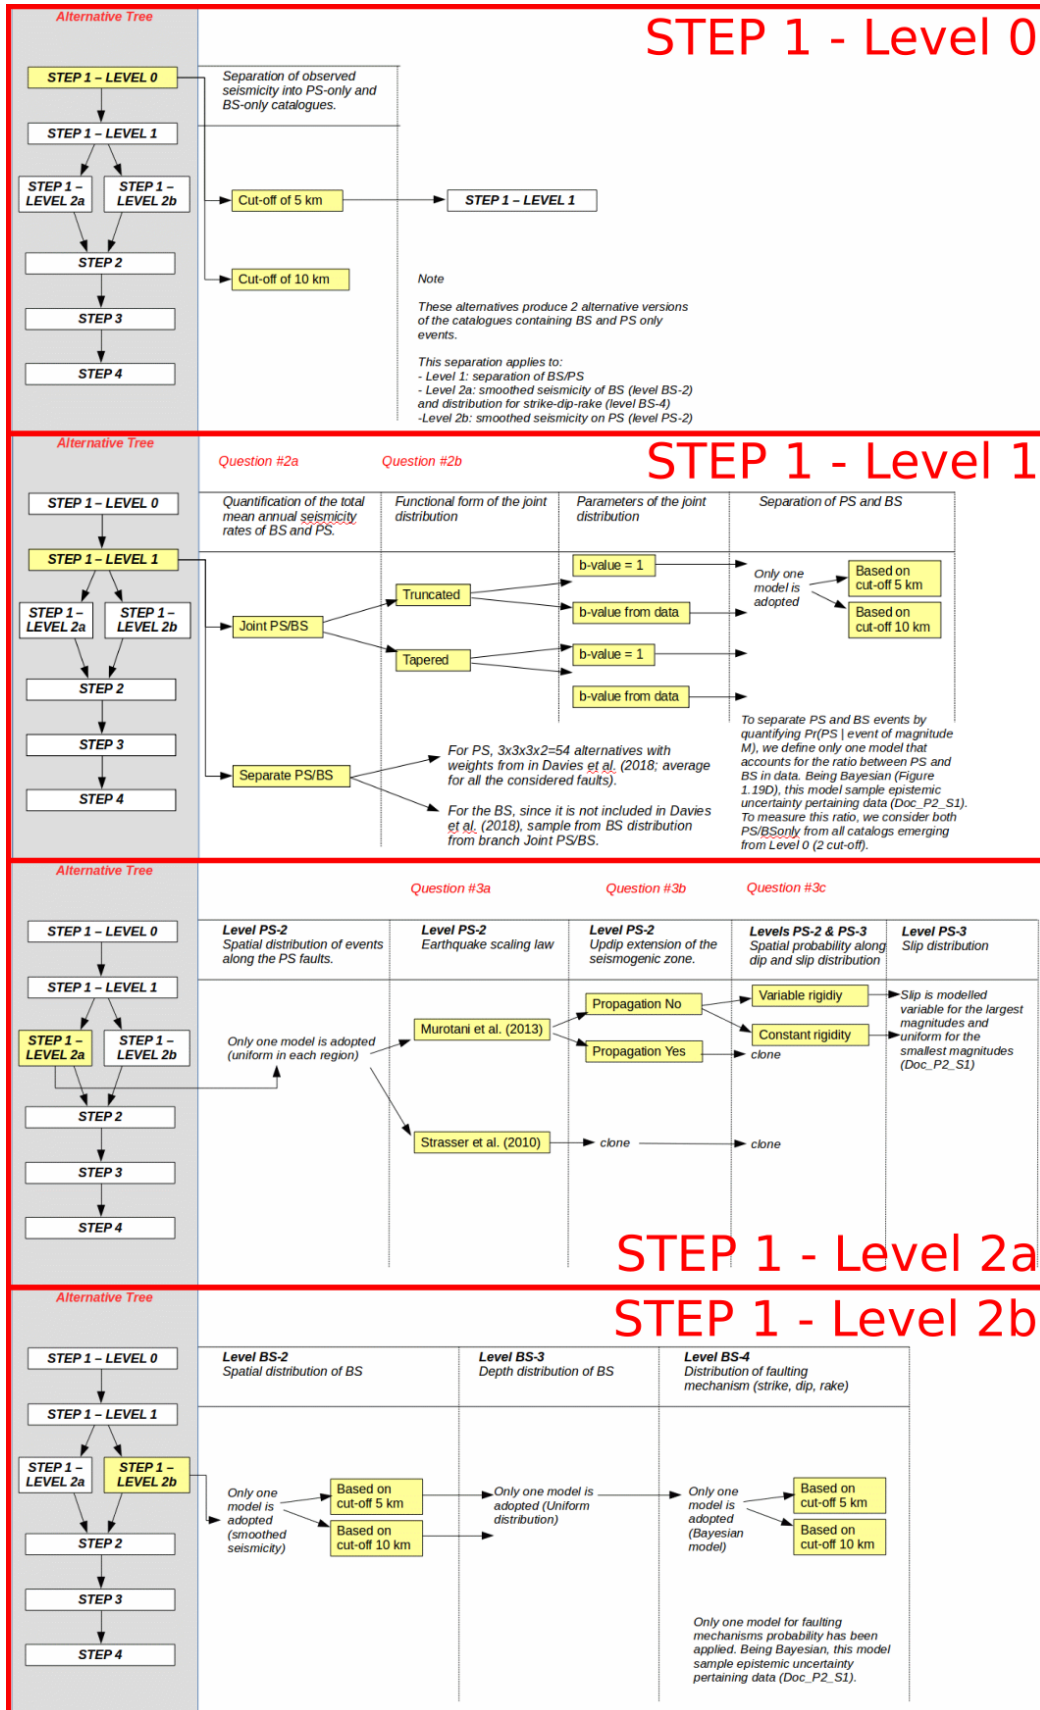 Alternative Tree
STEP 1 - Level 0
STEP 1 – LEVEL 0
STEP 1 – LEVEL 1
STEP 1 –
LEVEL 2a
STEP 1 –
LEVEL 2b
STEP 2
STEP 3
STEP 4
Separation of observed
seismicity into PS-only and
BS-only catalogues.
Cut-off of 5 km
STEP 1 – LEVEL 1
Cut-off of 10 km
Note
These alternatives produce 2 alternative versions
of the catalogues containing BS and PS only
events.
This separation applies to:
- Level 1: separation of BS/PS
- Level 2a: smoothed seismicity of BS (level BS-2)
and distribution for strike-dip-rake (level BS-4)
-Level 2b: smoothed seismicity on PS (level PS-2)
Alternative Tree
STEP 1 - Level 1
STEP 1 – LEVEL 0
STEP 1 – LEVEL 1
STEP 1 –
LEVEL 2a
STEP 1 –
LEVEL 2b
STEP 2
STEP 3
STEP 4
Question #2a
Question #2b
Quantification of the total
mean annual seismicity
rates of BS and PS.
Functional form of the joint
distribution
Parameters of the joint
distribution
Separation of PS and BS
Joint PS/BS
Truncated
Tapered
b-value = 1
b-value from data
b-value = 1
b-value from data
Only one
model is
adopted
Based on
cut-off 5 km
Based on
cut-off 10 km
Separate PS/BS
For PS, 3x3x3x2=54 alternatives with
weights from in Davies et al. (2018; average
for all the considered faults).
For the BS, since it is not included in Davies
et al. (2018), sample from BS distribution
from branch Joint PS/BS.
To separate PS and BS events by
quantifying Pr(PS | event of magnitude
M), we define only one model that
accounts for the ratio between PS and
BS in data. Being Bayesian (Figure
1.19D), this model sample epistemic
uncertainty pertaining data (Doc_P2_S1).
To measure this ratio, we consider both
PS/BSonly from all catalogs emerging
from Level 0 (2 cut-off).
Alternative Tree
STEP 1 – LEVEL 0
STEP 1 – LEVEL 1
STEP 1 –
LEVEL 2a
STEP 1 –
LEVEL 2b
STEP 2
STEP 3
STEP 4
Question #3a
Question #3b
Question #3c
Level PS-2
Spatial distribution of events
along the PS faults.
Level PS-2
Earthquake scaling law
Level PS-2
Updip extension of the
seismogenic zone.
Levels PS-2 & PS-3
Spatial probability along
dip and slip distribution
Level PS-3
Slip distribution
Only one model is adopted
(uniform in each region)
Murotani et al. (2013)
Strasser et al. (2010)
Propagation No
Propagation Yes
clone
Variable rigidiy
Constant rigidity
clone
clone
Slip is modelled
variable for the largest
magnitudes and
uniform for the
smallest magnitudes
(Doc_P2_S1)
STEP 1 - Level 2a
Alternative Tree
STEP 1 - Level 2b
STEP 1 – LEVEL 0
STEP 1 – LEVEL 1
STEP 1 –
LEVEL 2a
STEP 1 –
LEVEL 2b
STEP 2
STEP 3
STEP 4
Level BS-2
Spatial distribution of BS
Level BS-3
Depth distribution of BS
Level BS-4
Distribution of faulting
mechanism (strike, dip, rake)
Only one
model is
adopted
(smoothed
seismicity)
Based on
cut-off 5 km
Based on
cut-off 10 km
Only one model is
adopted (Uniform
distribution)
Only one
model is
adopted
(Bayesian
model)
Based on
cut-off 5 km
Based on
cut-off 10 km
Only one model for faulting
mechanisms probability has been
applied. Being Bayesian, this model
sample epistemic uncertainty
pertaining data (Doc_P2_S1).